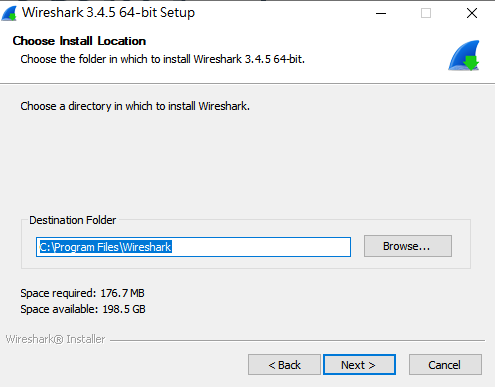 Wireshark 3.4.5 64-bit Setup
Choose Install Location
Choose the folder in which to install Wireshark 3.4.5 64-bit.
Choose a directory in which to install Wireshark.
Destination Folder
C:\Program Files\Wireshark
Browse...
Space required: 176.7 MB
Space available: 198.5 GB
Wireshark® Installer
< Back
Next >
Cancel